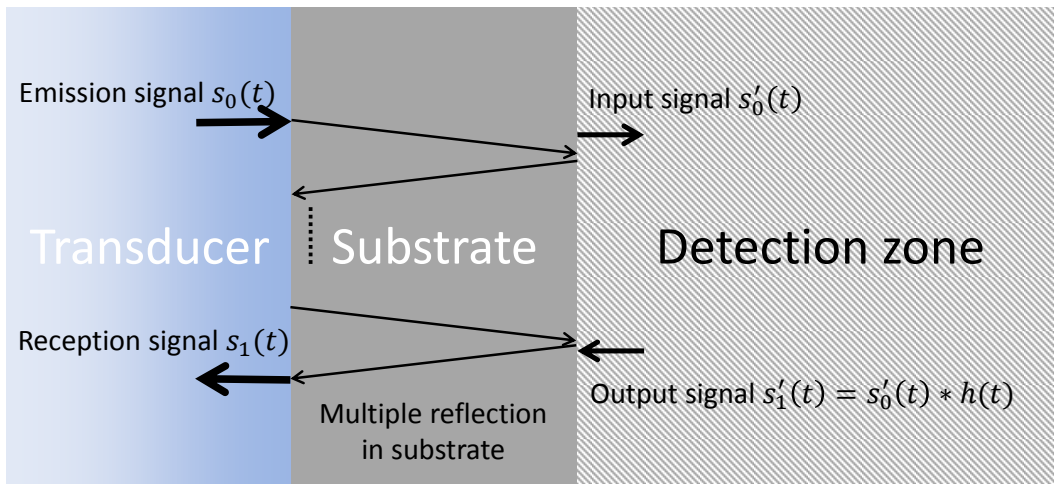 Emission signal s₀(t)
Input signal s₀′(t)
Transducer
Substrate
Detection zone
Reception signal s₁(t)
Output signal s₁′(t) = s₀′(t) ∗ h(t)
Multiple reflection
in substrate